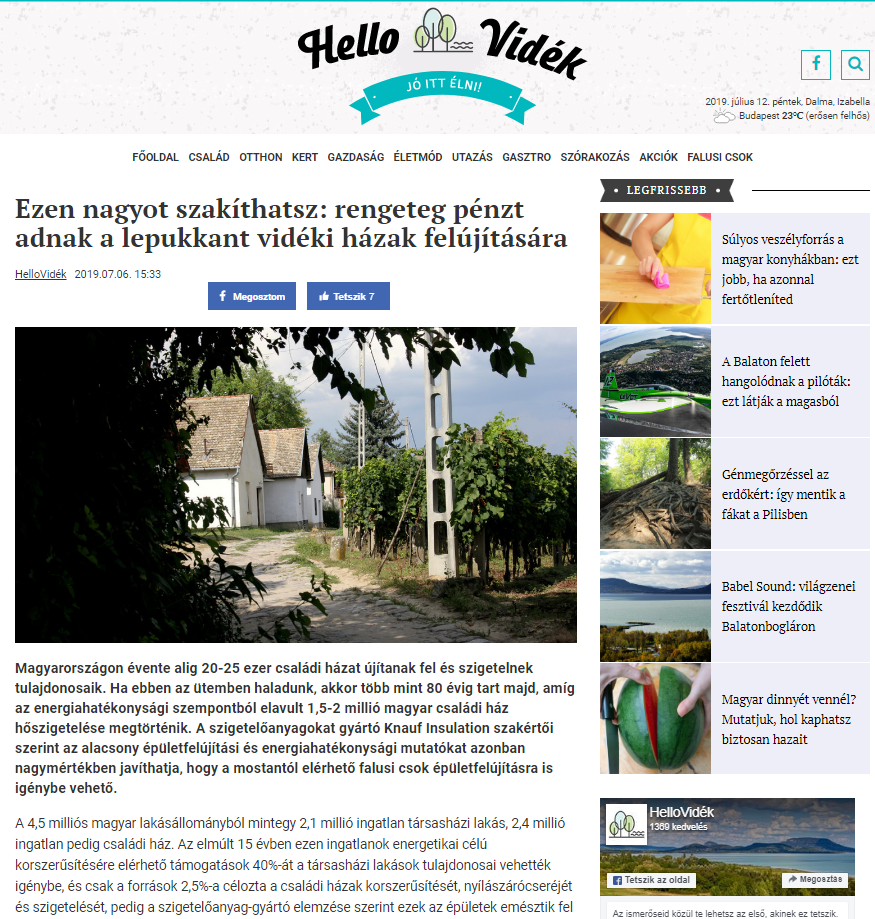 Hello Vidék
JÓ ITT ÉLNI!
2019. július 12. péntek, Dalma, Izabella
Budapest 23°C (erősen felhős)
FŐOLDAL CSALÁD OTTHON KERT GAZDASÁG ÉLETMÓD UTAZÁS GASZTRO SZÓRAKOZÁS AKCIÓK FALUSI CSOK
Ezen nagyot szakíthatsz: rengeteg pénzt
adnak a lepukkant vidéki házak felújítására
HelloVidék 2019.07.06. 15:33
Megosztom Tetszik 7
Magyarországon évente alig 20-25 ezer családi házat újítanak fel és szigetelnek
tulajdonosaik. Ha ebben az ütemben haladunk, akkor több mint 80 évig tart majd, amíg
az energiahatékonysági szempontból elavult 1,5-2 millió magyar családi ház
hőszigetelése megtörténik. A szigetelőanyagokat gyártó Knauf Insulation szakértői
szerint az alacsony épületfelújítási és energiahatékonysági mutatókat azonban
nagymértékben javíthatja, hogy a mostantól elérhető falusi csok épületfelújításra is
igénybe vehető.
A 4,5 milliós magyar lakásállományból mintegy 2,1 millió ingatlan társasházi lakás, 2,4 millió
ingatlan pedig családi ház. Az elmúlt 15 évben ezen ingatlanok energetikai célú
korszerűsítésére elérhető támogatások 40%-át a társasházi lakások tulajdonosai vehették
igénybe, és csak a források 2,5%-a célozta a családi házak korszerűsítését, nyílászárócseréjét
és szigetelését, pedig a szigetelőanyag-gyártó elemzése szerint ezek az épületek emésztik fel
LEGFRISSEBB
Súlyos veszélyforrás a
magyar konyhákban: ezt
jobb, ha azonnal
fertőtleníted
A Balaton felett
hangolódnak a pilóták:
ezt látják a magasból
Génmegőrzéssel az
erdőkért: így mentik a
fákat a Pilisben
Babel Sound: világzenei
fesztivál kezdődik
Balatonbogláron
Magyar dinnyét vennél?
Mutatjuk, hol kaphatsz
biztosan hazait
HelloVidék
1369 kedvelés
Tetszik az oldal Megosztás
Az ismerőseid közül te lehetsz az első, akinek ez tetszik.